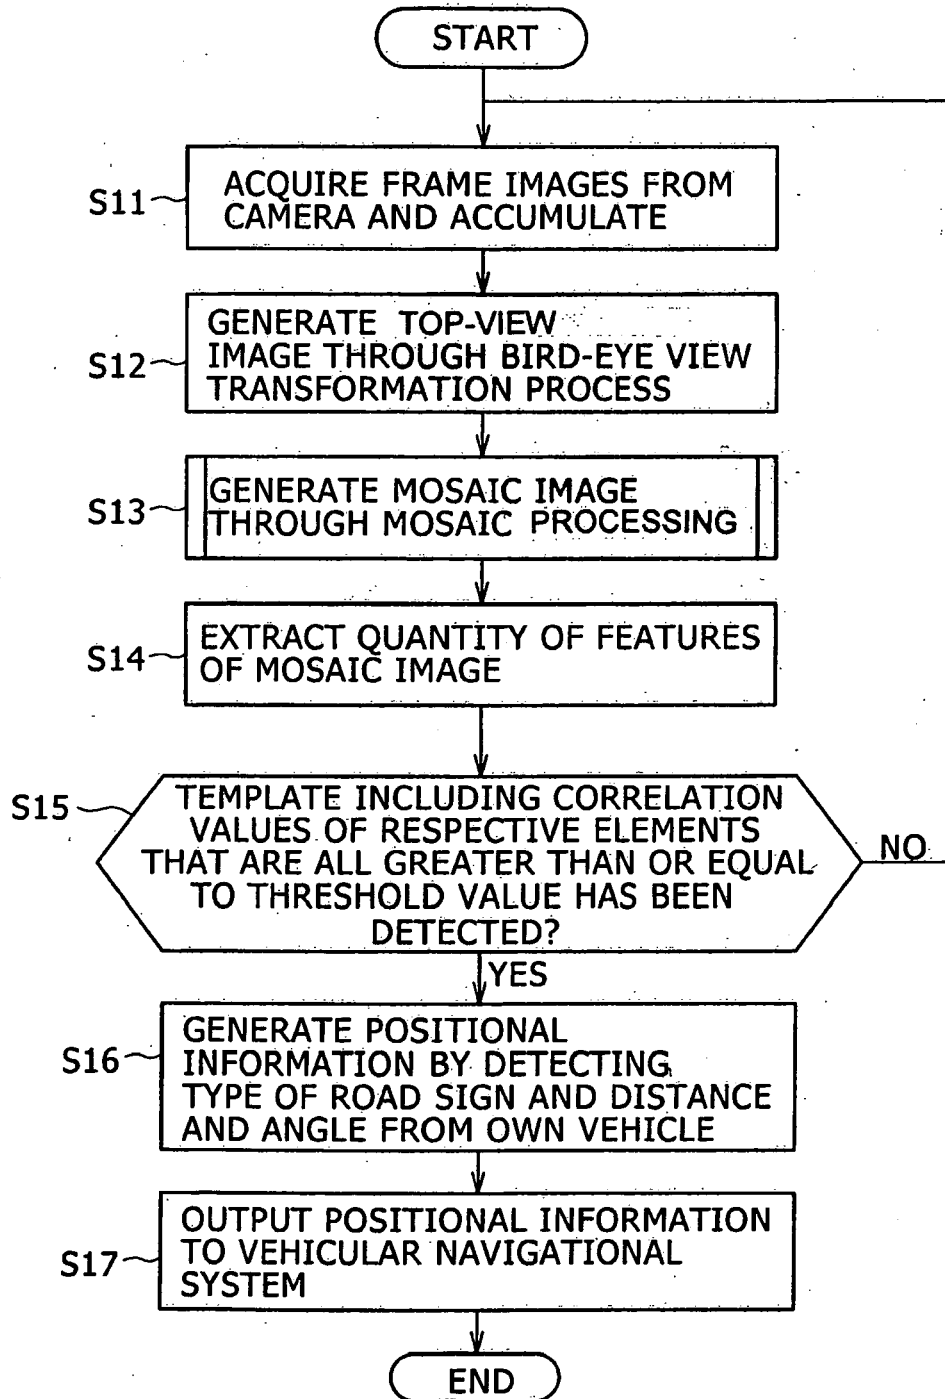 START
S11
ACQUIRE FRAME IMAGES FROM
CAMERA AND ACCUMULATE
S12
GENERATE TOP-VIEW
IMAGE THROUGH BIRD-EYE VIEW
TRANSFORMATION PROCESS
S13
GENERATE MOSAIC IMAGE
THROUGH MOSAIC PROCESSING
S14
EXTRACT QUANTITY OF FEATURES
OF MOSAIC IMAGE
S15
TEMPLATE INCLUDING CORRELATION
VALUES OF RESPECTIVE ELEMENTS
THAT ARE ALL GREATER THAN OR EQUAL
TO THRESHOLD VALUE HAS BEEN
DETECTED?
NO
YES
S16
GENERATE POSITIONAL
INFORMATION BY DETECTING
TYPE OF ROAD SIGN AND DISTANCE
AND ANGLE FROM OWN VEHICLE
S17
OUTPUT POSITIONAL INFORMATION
TO VEHICULAR NAVIGATIONAL
SYSTEM
END